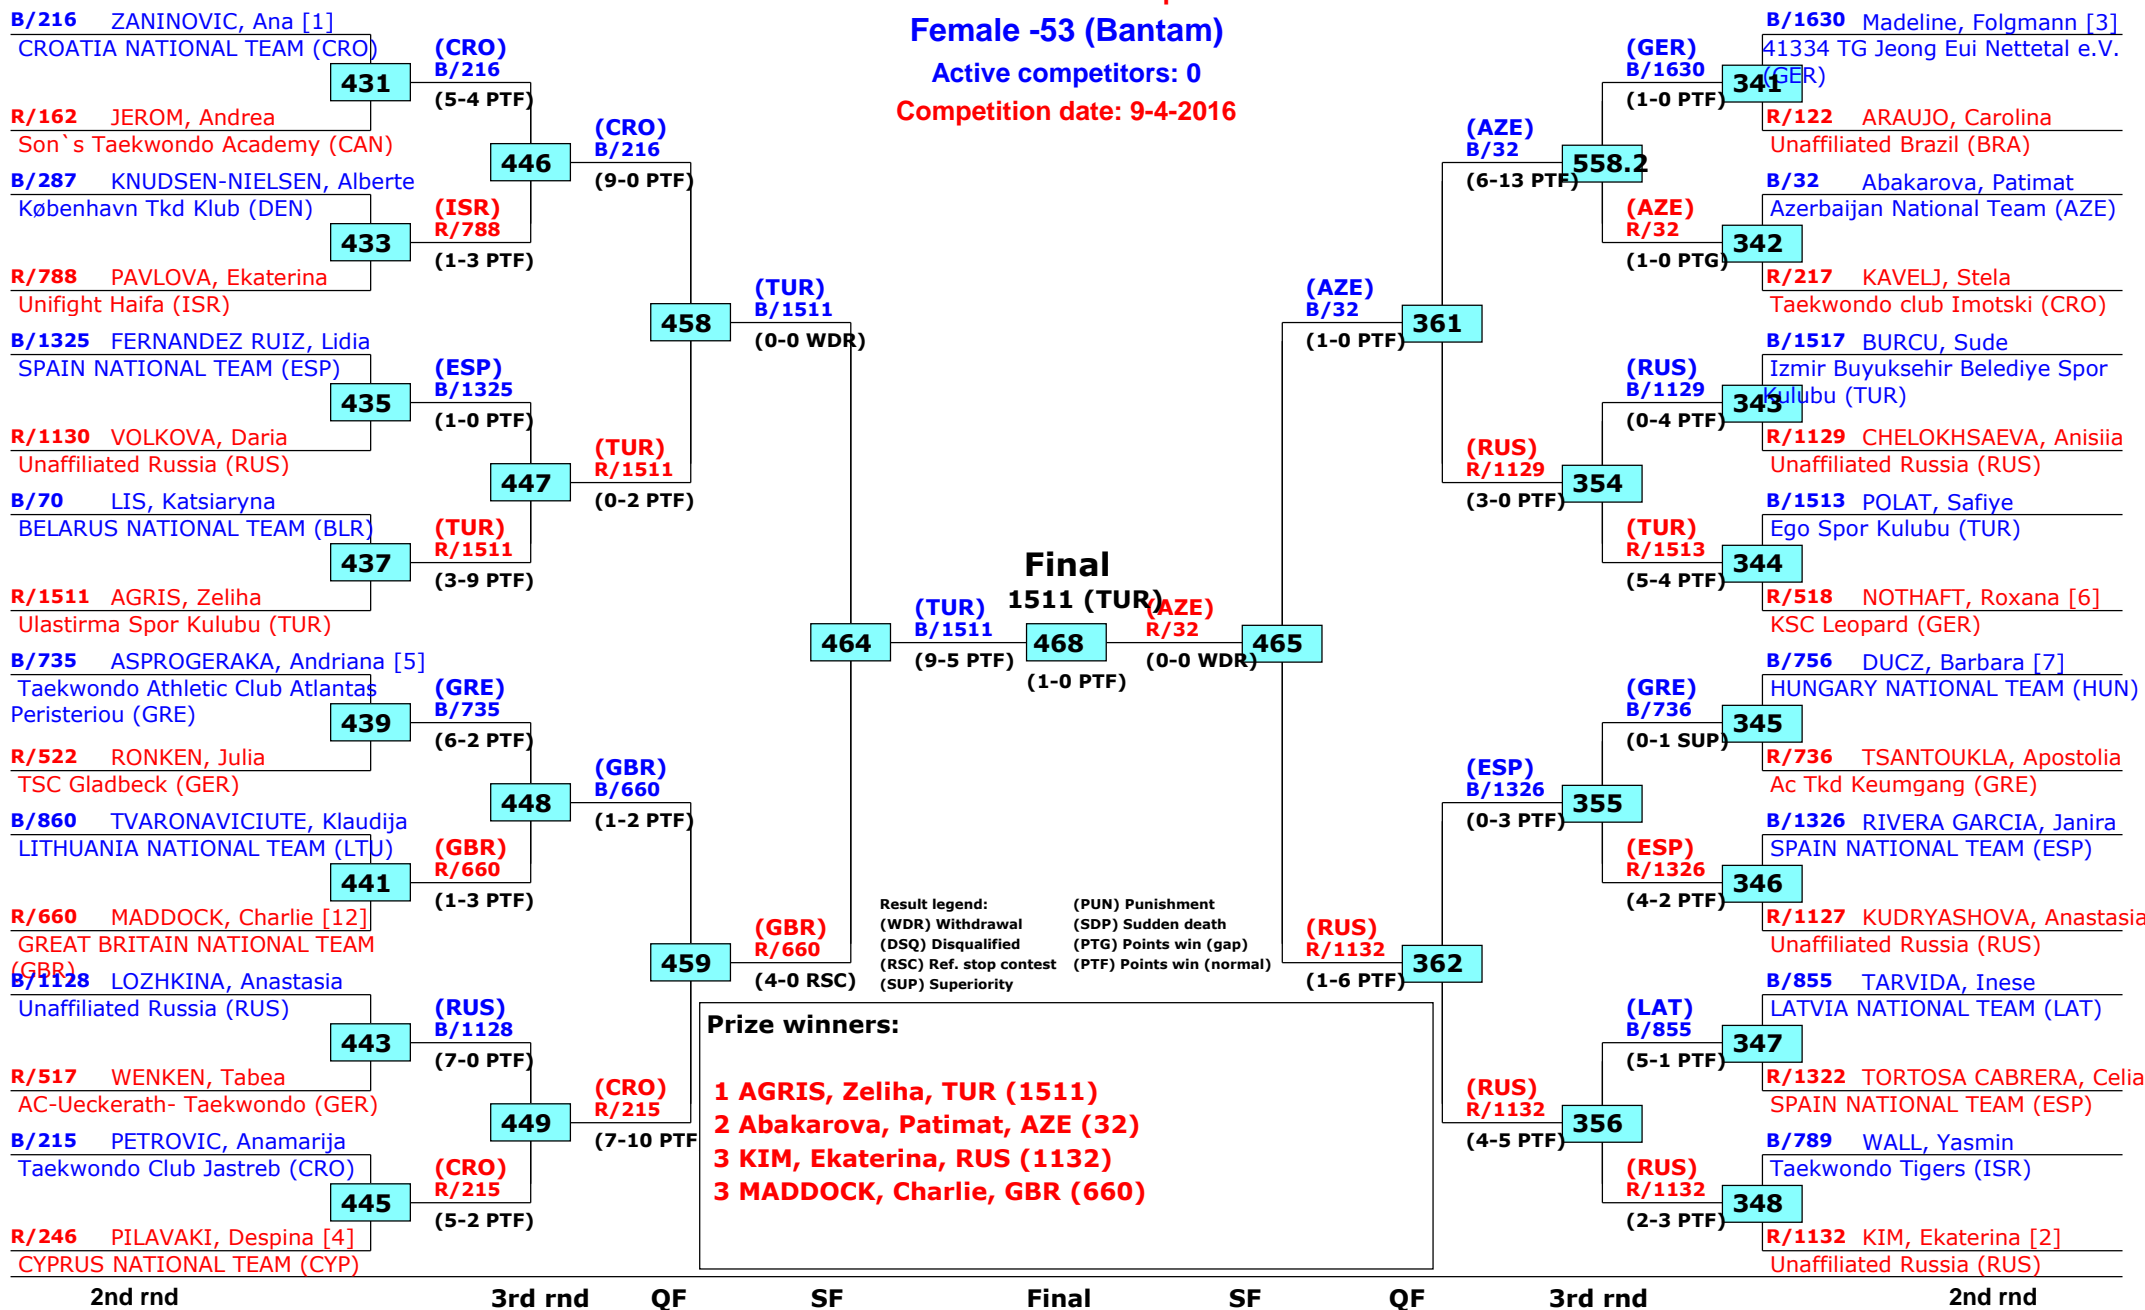 Female -53 (Bantam)
Active competitors: 0
Competition date: 9-4-2016
B/216 ZANINOVIC, Ana [1]
CROATIA NATIONAL TEAM (CRO)
431
R/162 JEROM, Andrea
Son`s Taekwondo Academy (CAN)
B/287 KNUDSEN-NIELSEN, Alberte
København Tkd Klub (DEN)
433
R/788 PAVLOVA, Ekaterina
Unifight Haifa (ISR)
B/1325 FERNANDEZ RUIZ, Lidia
SPAIN NATIONAL TEAM (ESP)
435
R/1130 VOLKOVA, Daria
Unaffiliated Russia (RUS)
B/70 LIS, Katsiaryna
BELARUS NATIONAL TEAM (BLR)
437
R/1511 AGRIS, Zeliha
Ulastirma Spor Kulubu (TUR)
B/735 ASPROGERAKA, Andriana [5]
Taekwondo Athletic Club Atlantas
Peristeriou (GRE)
439
R/522 RONKEN, Julia
TSC Gladbeck (GER)
B/860 TVARONAVICIUTE, Klaudija
LITHUANIA NATIONAL TEAM (LTU)
441
R/660 MADDOCK, Charlie [12]
GREAT BRITAIN NATIONAL TEAM
(GBR)
B/1128 LOZHKINA, Anastasia
Unaffiliated Russia (RUS)
443
R/517 WENKEN, Tabea
AC-Ueckerath- Taekwondo (GER)
B/215 PETROVIC, Anamarija
Taekwondo Club Jastreb (CRO)
445
R/246 PILAVAKI, Despina [4]
CYPRUS NATIONAL TEAM (CYP)
(CRO)
B/216
(5-4 PTF)
446
(ISR)
R/788
(1-3 PTF)
(ESP)
B/1325
(1-0 PTF)
447
(TUR)
R/1511
(3-9 PTF)
(GRE)
B/735
(6-2 PTF)
448
(GBR)
R/660
(1-3 PTF)
(RUS)
B/1128
(7-0 PTF)
449
(CRO)
R/215
(5-2 PTF)
(CRO)
B/216
(9-0 PTF)
458
(TUR)
R/1511
(0-2 PTF)
(GBR)
B/660
(1-2 PTF)
459
(CRO)
R/215
(7-10 PTF
(TUR)
B/1511
(0-0 WDR)
464
(GBR)
R/660
(4-0 RSC)
(TUR)
B/1511
(9-5 PTF)
Final
1511 (TUR)
468
(1-0 PTF)
(AZE)
R/32
(0-0 WDR)
465
(AZE)
B/32
(1-0 PTF)
361
(RUS)
R/1132
(1-6 PTF)
362
(AZE)
B/32
(6-13 PTF)
558.2
(RUS)
R/1129
(3-0 PTF)
354
(ESP)
B/1326
(0-3 PTF)
355
(RUS)
R/1132
(4-5 PTF)
356
(GER)
B/1630
(1-0 PTF)
(AZE)
R/32
(1-0 PTG)
(RUS)
B/1129
(0-4 PTF)
(TUR)
R/1513
(5-4 PTF)
(GRE)
B/736
(0-1 SUP)
(ESP)
R/1326
(4-2 PTF)
(LAT)
B/855
(5-1 PTF)
(RUS)
R/1132
(2-3 PTF)
B/1630 Madeline, Folgmann [3]
41334 TG Jeong Eui Nettetal e.V.
(GER)
341
R/122 ARAUJO, Carolina
Unaffiliated Brazil (BRA)
B/32 Abakarova, Patimat
Azerbaijan National Team (AZE)
342
R/217 KAVELJ, Stela
Taekwondo club Imotski (CRO)
B/1517 BURCU, Sude
Izmir Buyuksehir Belediye Spor
Kulubu (TUR)
343
R/1129 CHELOKHSAEVA, Anisiia
Unaffiliated Russia (RUS)
B/1513 POLAT, Safiye
Ego Spor Kulubu (TUR)
344
R/518 NOTHAFT, Roxana [6]
KSC Leopard (GER)
B/756 DUCZ, Barbara [7]
HUNGARY NATIONAL TEAM (HUN)
345
R/736 TSANTOUKLA, Apostolia
Ac Tkd Keumgang (GRE)
B/1326 RIVERA GARCIA, Janira
SPAIN NATIONAL TEAM (ESP)
346
R/1127 KUDRYASHOVA, Anastasia
Unaffiliated Russia (RUS)
B/855 TARVIDA, Inese
LATVIA NATIONAL TEAM (LAT)
347
R/1322 TORTOSA CABRERA, Celia
SPAIN NATIONAL TEAM (ESP)
B/789 WALL, Yasmin
Taekwondo Tigers (ISR)
348
R/1132 KIM, Ekaterina [2]
Unaffiliated Russia (RUS)
Result legend:
(WDR) Withdrawal
(DSQ) Disqualified
(RSC) Ref. stop contest
(SUP) Superiority
(PUN) Punishment
(SDP) Sudden death
(PTG) Points win (gap)
(PTF) Points win (normal)
Prize winners:
1 AGRIS, Zeliha, TUR (1511)
2 Abakarova, Patimat, AZE (32)
3 KIM, Ekaterina, RUS (1132)
3 MADDOCK, Charlie, GBR (660)
2nd rnd 3rd rnd QF SF Final SF QF 3rd rnd 2nd rnd